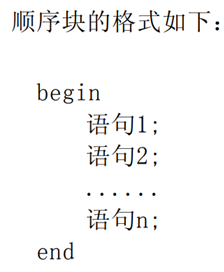 顺序块的格式如下：
begin
语句1;
语句2;
......
语句n;
end